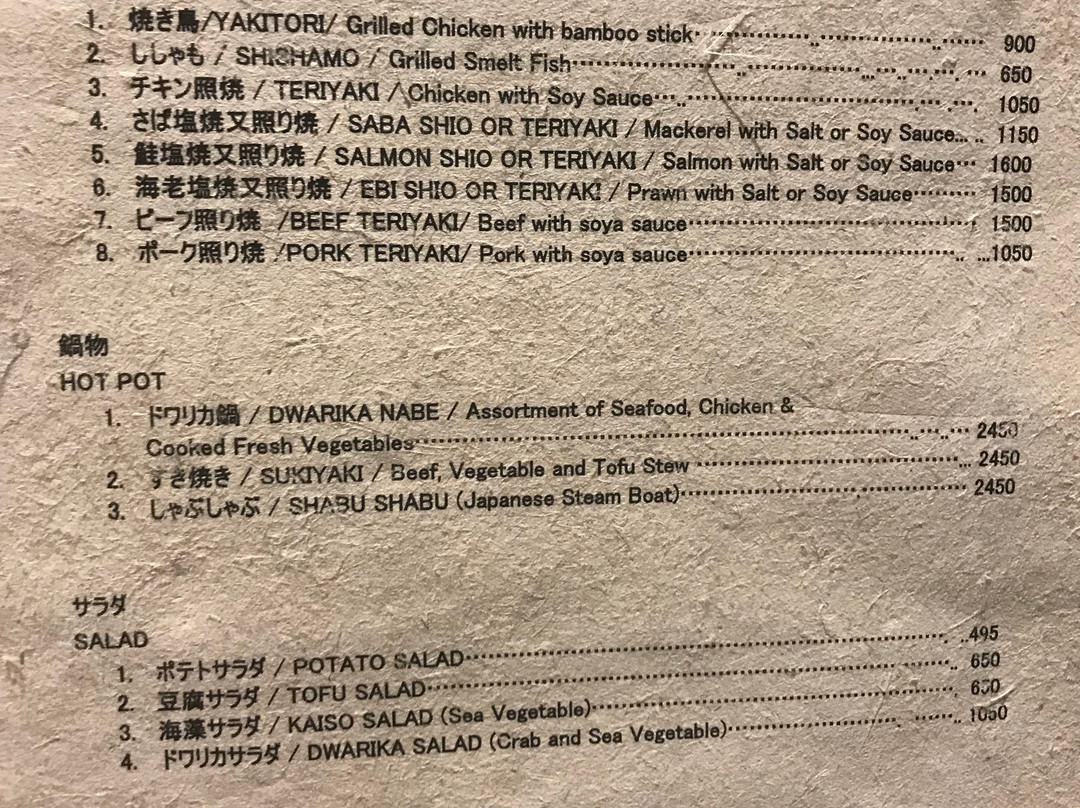 1. 焼き鳥/YAKITORI/ Grilled Chicken with bamboo stick 900
2. ししゃも / SHISHAMO / Grilled Smelt Fish 650
3. チキン照焼 / TERIYAKI / Chicken with Soy Sauce 1050
4. さば塩焼又照り焼 / SABA SHIO OR TERIYAKI / Mackerel with Salt or Soy Sauce 1150
5. 鮭塩焼又照り焼 / SALMON SHIO OR TERIYAKI / Salmon with Salt or Soy Sauce 1600
6. 海老塩焼又照り焼 / EBI SHIO OR TERIYAKI / Prawn with Salt or Soy Sauce 1500
7. ビーフ照り焼 /BEEF TERIYAKI/ Beef with soya sauce 1500
8. ポーク照り焼 /PORK TERIYAKI/ Pork with soya sauce 1050
鍋物
HOT POT
1. ドワリカ鍋 / DWARIKA NABE / Assortment of Seafood, Chicken &
Cooked Fresh Vegetables 2450
2. すき焼き / SUKIYAKI / Beef, Vegetable and Tofu Stew 2450
3. しゃぶしゃぶ / SHABU SHABU (Japanese Steam Boat) 2450
サラダ
SALAD
1. ポテトサラダ / POTATO SALAD 495
2. 豆腐サラダ / TOFU SALAD 650
3. 海藻サラダ / KAISO SALAD (Sea Vegetable)
4. ドワリカサラダ / DWARIKA SALAD (Crab and Sea Vegetable) 1050